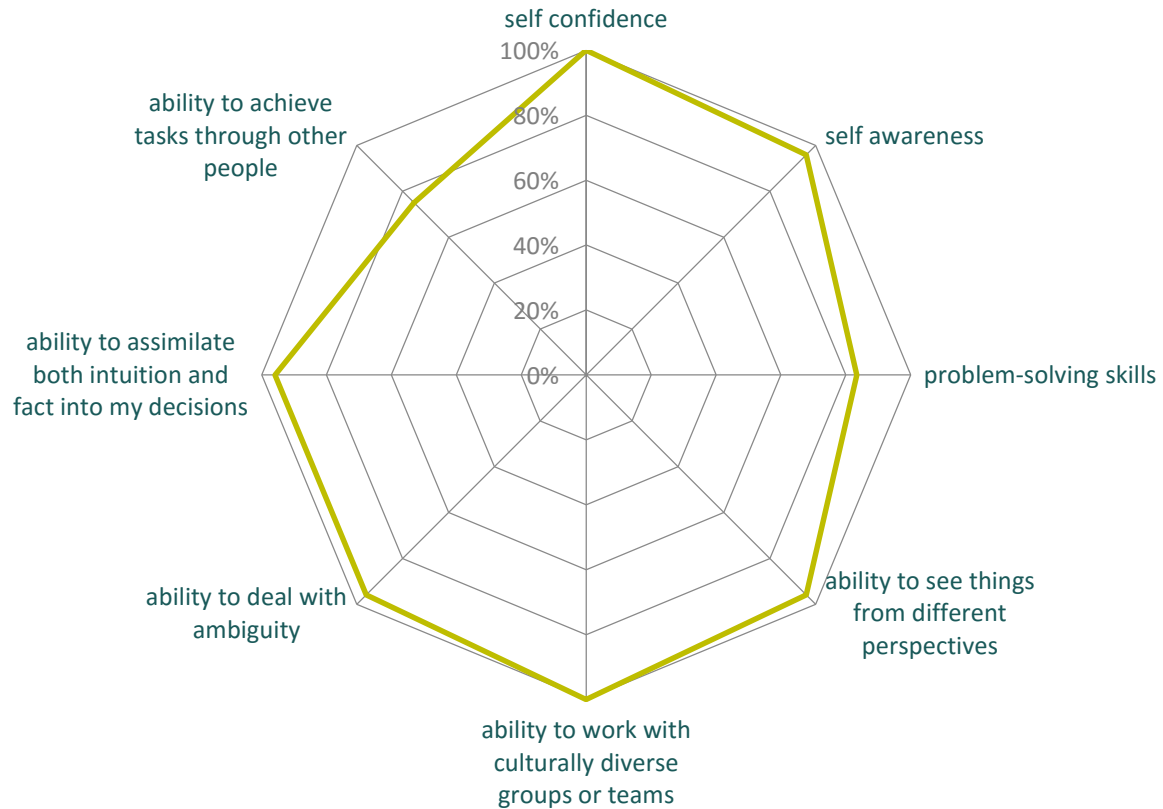 self confidence
100%
80%
60%
40%
20%
0%
self awareness
problem-solving skills
ability to see things
from different
perspectives
ability to work with
culturally diverse
groups or teams
ability to deal with
ambiguity
ability to assimilate
both intuition and
fact into my decisions
ability to achieve
tasks through other
people